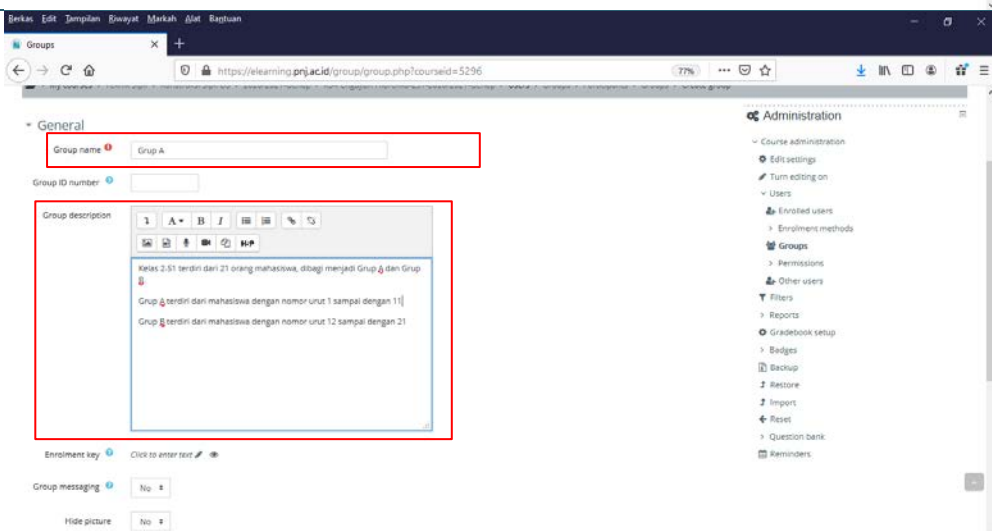 Berkas Edit Tampilan Riwayat Markah Alat Bantuan
Groups
https://elearning.pnj.ac.id/group/group.php?courseid=5296
77%
General
Group name
Grup A
Group ID number
Group description
A B I
H-P
Kelas 2-S1 terdiri dari 21 orang mahasiswa, dibagi menjadi Grup A dan Grup
B
Grup A terdiri dari mahasiswa dengan nomor urut 1 sampai dengan 11
Grup B terdiri dari mahasiswa dengan nomor urut 12 sampai dengan 21
Enrolment key
Click to enter text
Group messaging
No
Hide picture
No
Administration
Course administration
Edit settings
Turn editing on
Users
Enrolled users
Enrolment methods
Groups
Permissions
Other users
Filters
Reports
Gradebook setup
Badges
Backup
Restore
Import
Reset
Question bank
Reminders